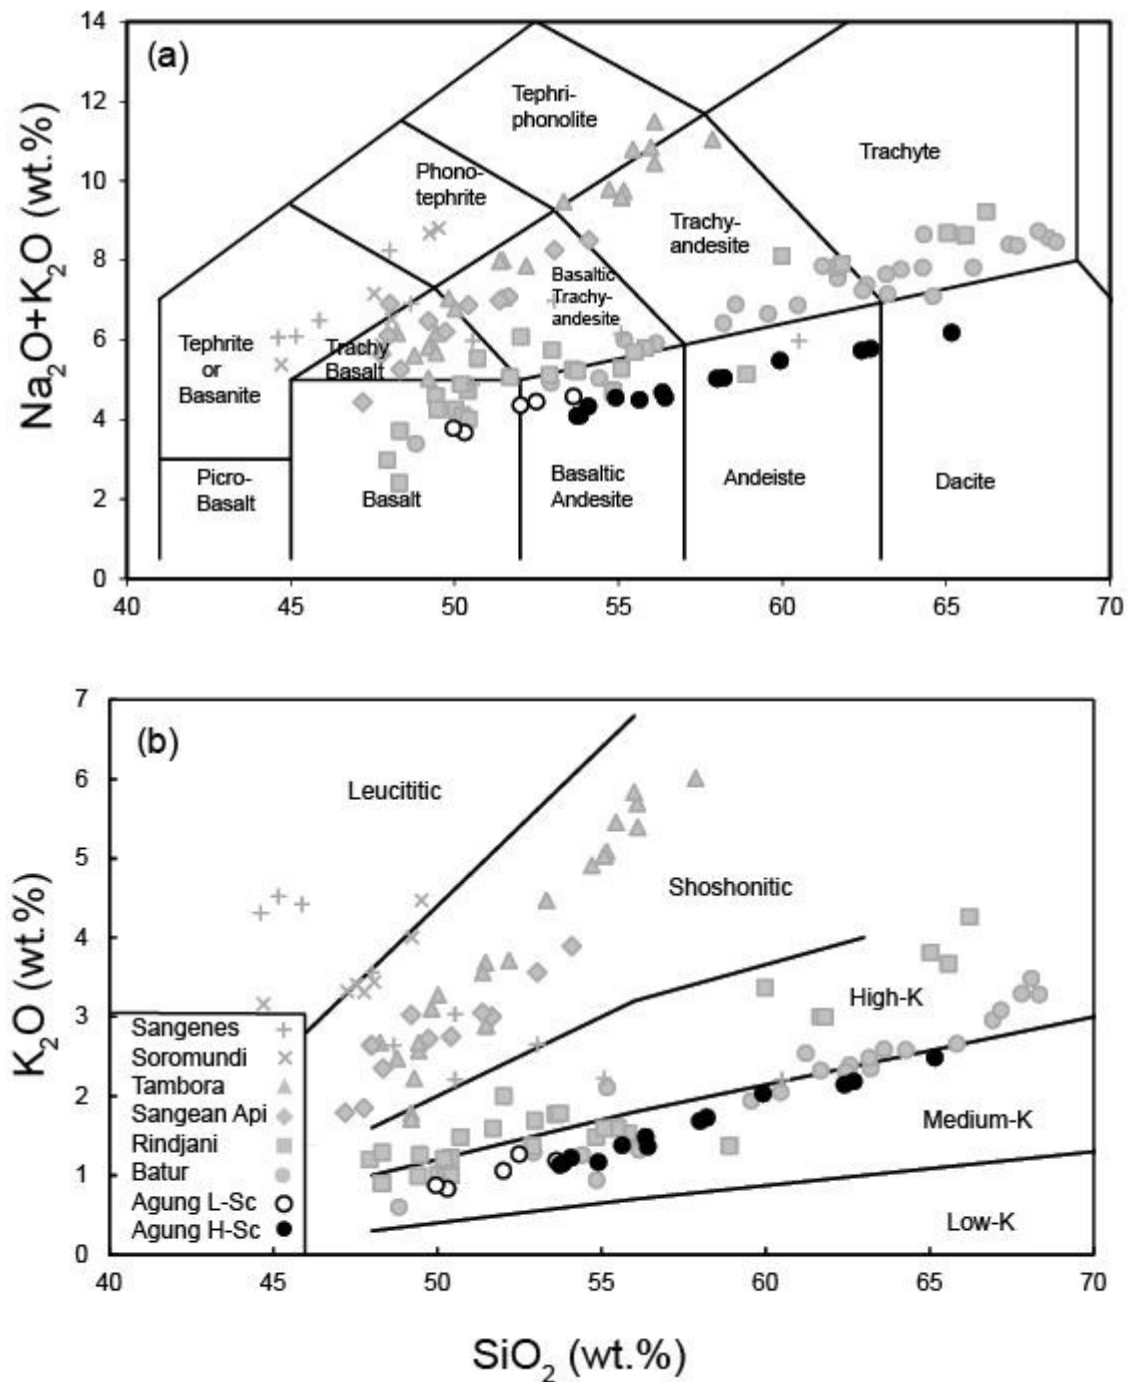 (a)
Na2O+K2O (wt.%)
14
12
10
8
6
4
2
0
Tephri-
phonolite
Phono-
tephrite
Trachyte
Trachy-
andesite
Basaltic
Trachy-
andesite
Tephrite
or
Basanite
Trachy
Basalt
Picro-
Basalt
Basalt
Basaltic
Andesite
Andeiste
Dacite
40 45 50 55 60 65 70
(b)
K2O (wt.%)
7
6
5
4
3
2
1
0
Leucititic
Shoshonitic
High-K
Medium-K
Low-K
Sangenes
Soromundi
Tambora
Sangean Api
Rindjani
Batur
Agung L-Sc
Agung H-Sc
40 45 50 55 60 65 70
SiO2 (wt.%)